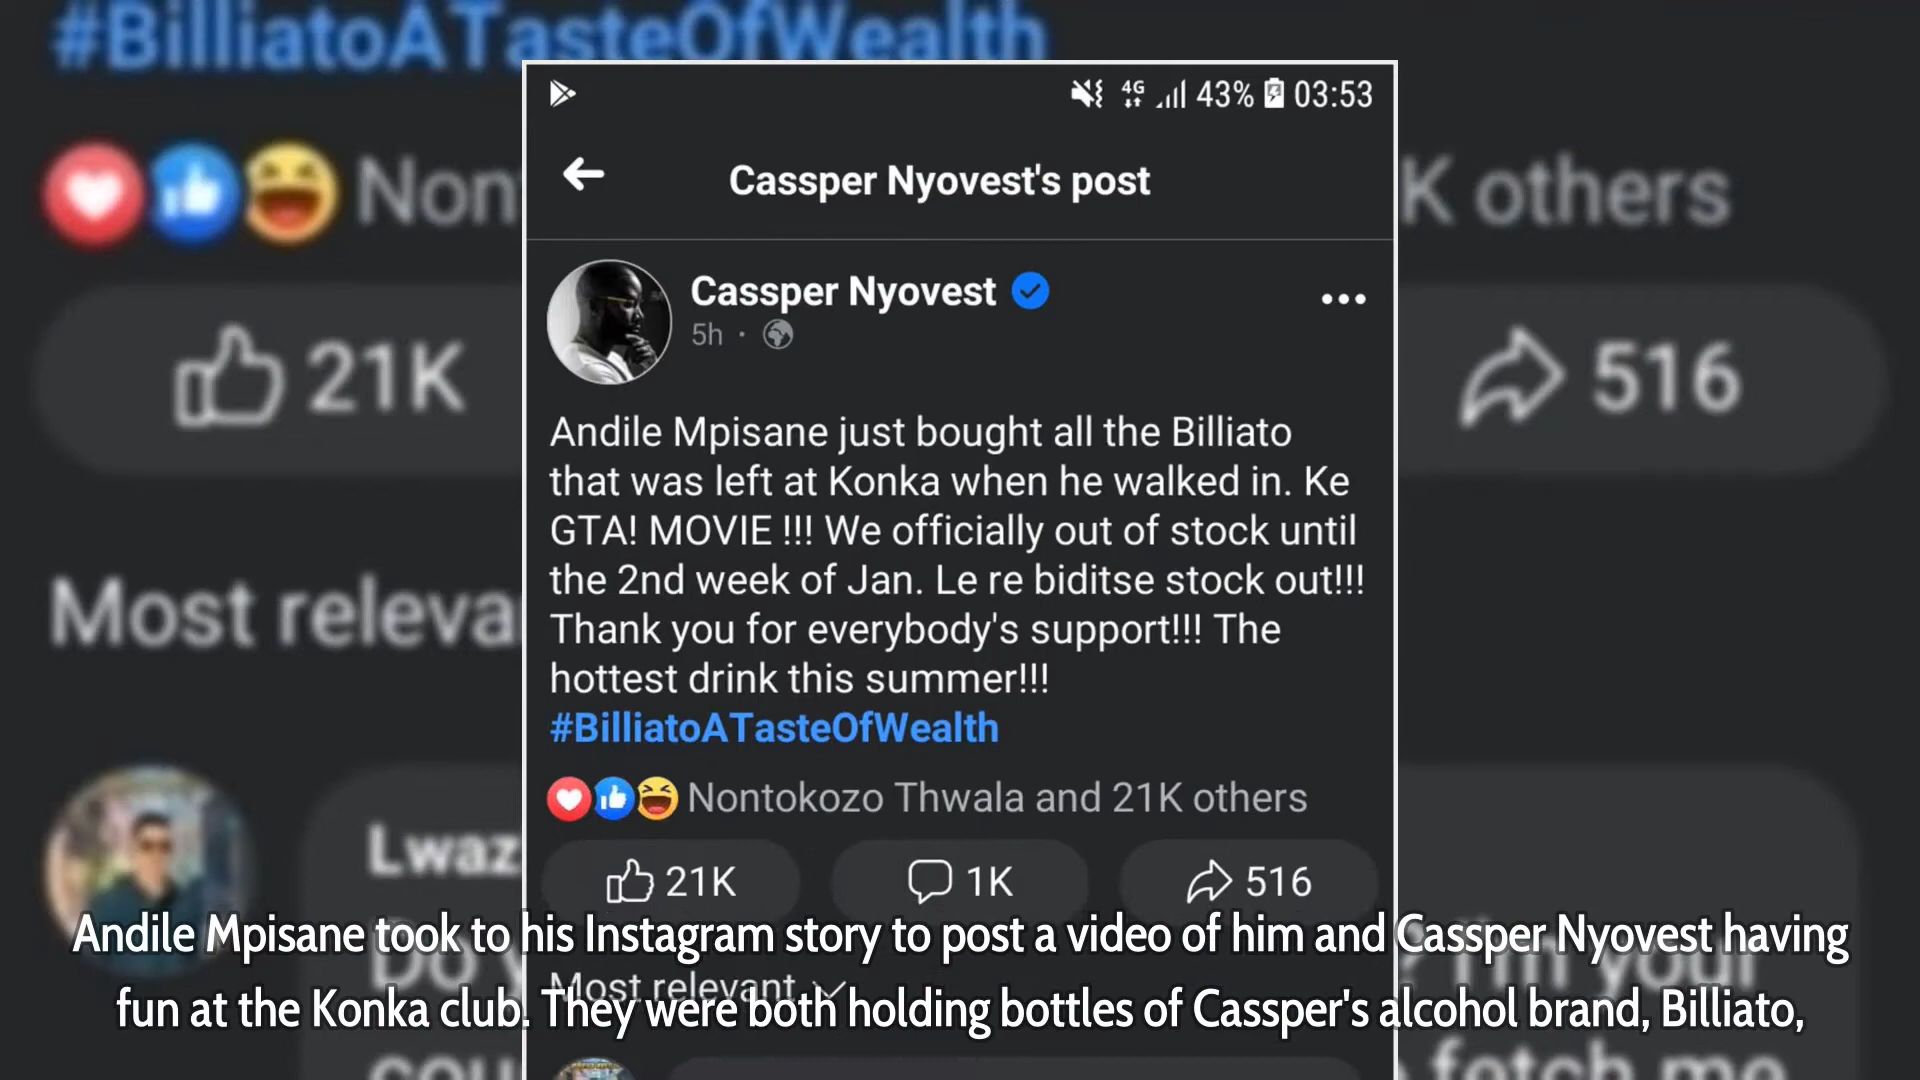 #BilliatoATasteOfWealth
4G 43% 03:53
Cassper Nyovest's post
Non
K others
Cassper Nyovest
5h ·
21K
516
Andile Mpisane just bought all the Billiato
that was left at Konka when he walked in. Ke
GTA! MOVIE !!! We officially out of stock until
the 2nd week of Jan. Le re biditse stock out!!!
Thank you for everybody's support!!! The
hottest drink this summer!!!
#BilliatoATasteOfWealth
Most releva
Nontokozo Thwala and 21K others
Lwaz
21K 1K 516
Andile Mpisane took to his Instagram story to post a video of him and Cassper Nyovest having
Most relevant
fun at the Konka club. They were both holding bottles of Cassper's alcohol brand, Billiato,
fetch me